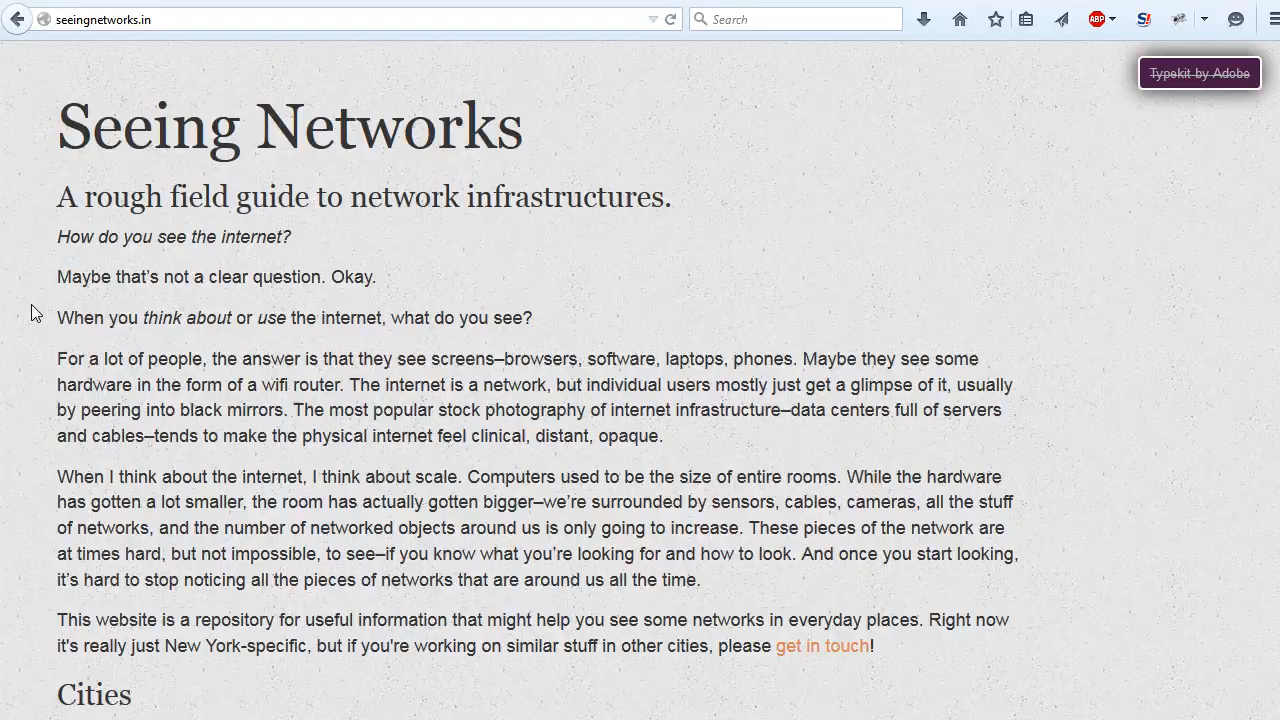 seeingnetworks.in
Search
ABP
S!
Typekit by Adobe
Seeing Networks
A rough field guide to network infrastructures.
How do you see the internet?
Maybe that’s not a clear question. Okay.
When you think about or use the internet, what do you see?
For a lot of people, the answer is that they see screens–browsers, software, laptops, phones. Maybe they see some
hardware in the form of a wifi router. The internet is a network, but individual users mostly just get a glimpse of it, usually
by peering into black mirrors. The most popular stock photography of internet infrastructure–data centers full of servers
and cables–tends to make the physical internet feel clinical, distant, opaque.
When I think about the internet, I think about scale. Computers used to be the size of entire rooms. While the hardware
has gotten a lot smaller, the room has actually gotten bigger–we’re surrounded by sensors, cables, cameras, all the stuff
of networks, and the number of networked objects around us is only going to increase. These pieces of the network are
at times hard, but not impossible, to see–if you know what you’re looking for and how to look. And once you start looking,
it’s hard to stop noticing all the pieces of networks that are around us all the time.
This website is a repository for useful information that might help you see some networks in everyday places. Right now
it's really just New York-specific, but if you're working on similar stuff in other cities, please get in touch!
Cities